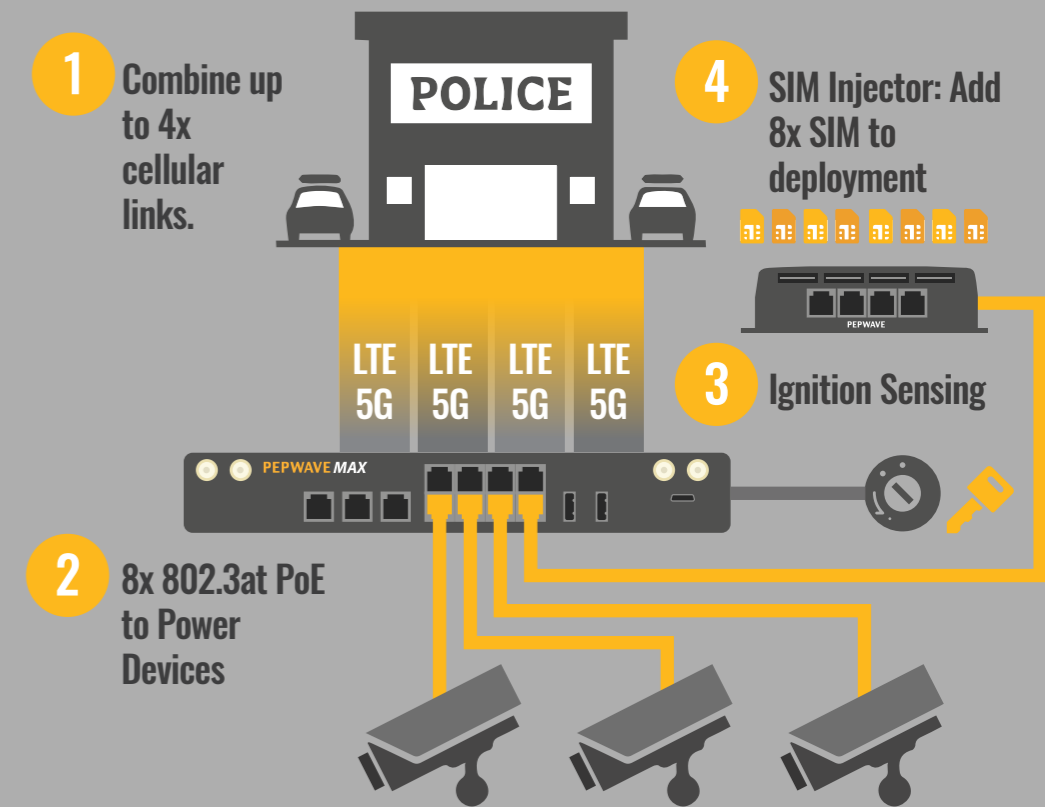 1
Combine up
to 4x
cellular
links.
POLICE
4
SIM Injector: Add
8x SIM to
deployment
PEPWAVE
LTE LTE LTE LTE
5G 5G 5G 5G
3
Ignition Sensing
PEPWAVE MAX
2
8x 802.3at PoE
to Power
Devices